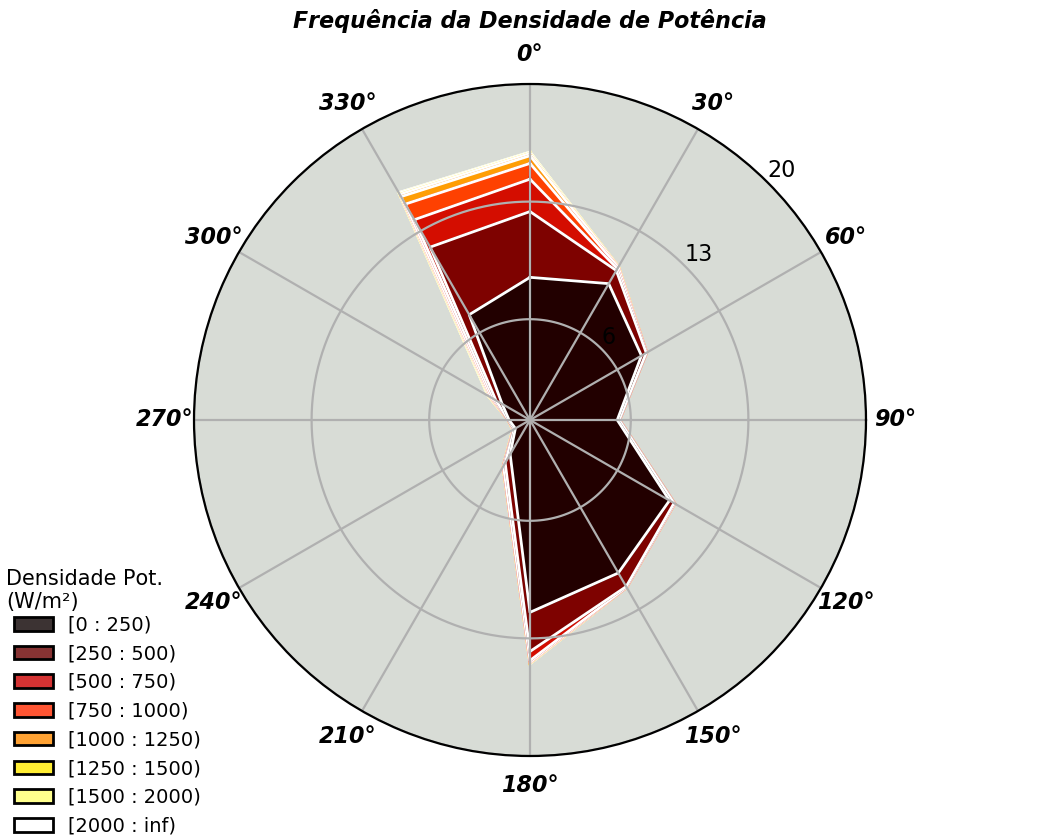 Frequência da Densidade de Potência
0°
330°
30°
20
300°
60°
13
6
270°
90°
Densidade Pot.
(W/m²)
240°
120°
[0 : 250)
[250 : 500)
[500 : 750)
[750 : 1000)
210°
150°
[1000 : 1250)
[1250 : 1500)
180°
[1500 : 2000)
[2000 : inf)